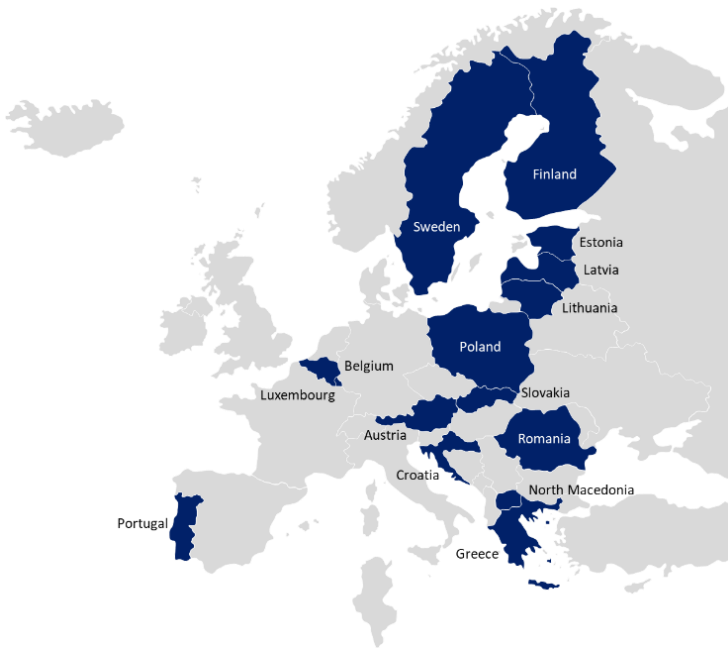 Finland
Sweden
Estonia
Latvia
Lithuania
Poland
Belgium
Slovakia
Luxembourg
Austria
Romania
Croatia
North Macedonia
Portugal
Greece